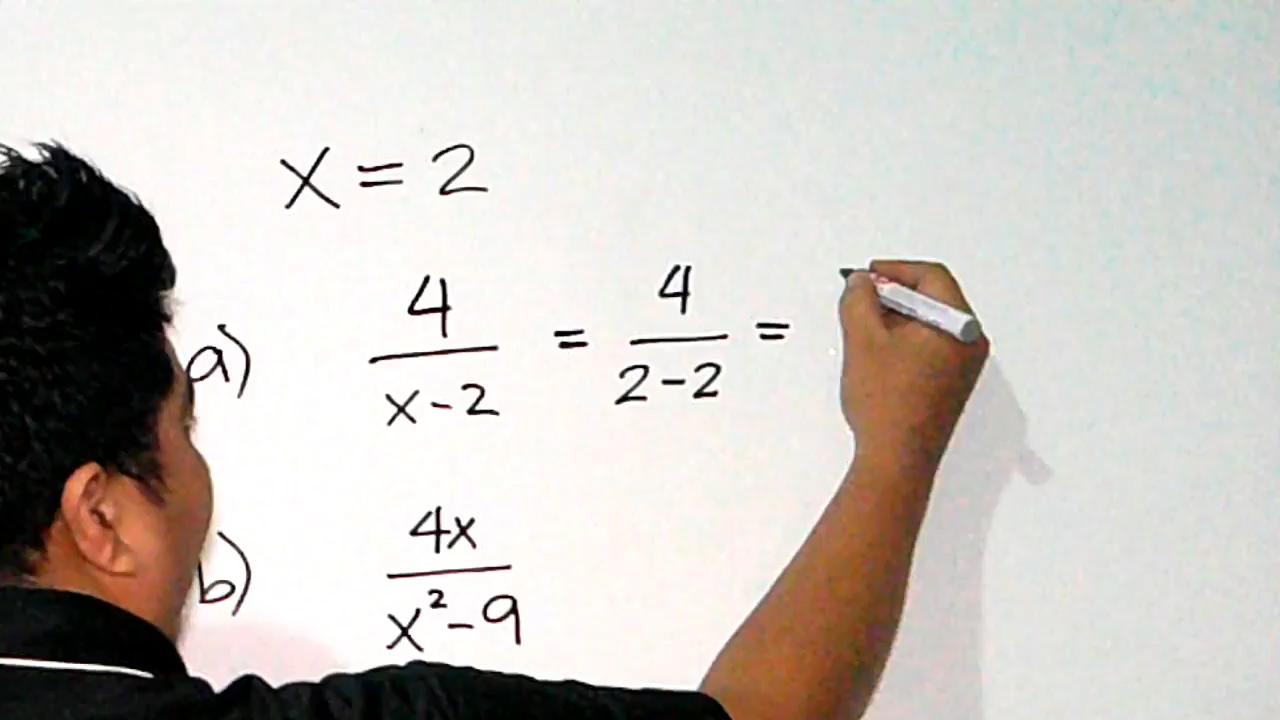 x = 2
a) 4/(x-2) = 4/(2-2) =
b) 4x/(x²-9)